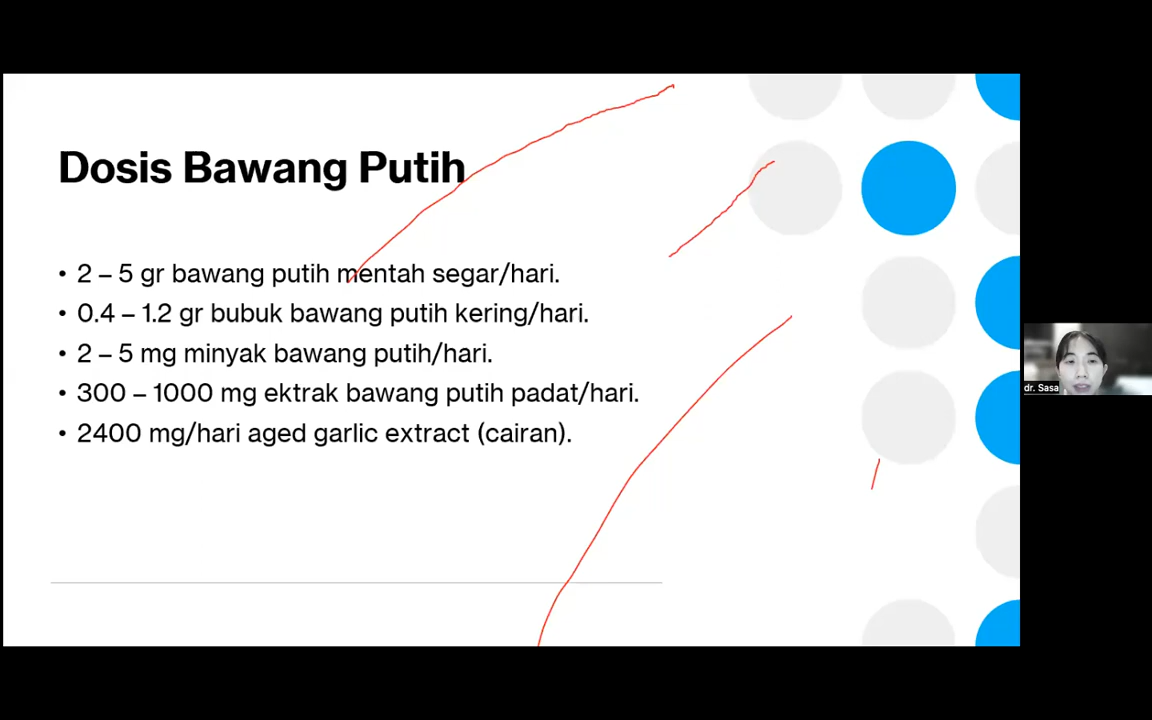 Dosis Bawang Putih
• 2 – 5 gr bawang putih mentah segar/hari.
• 0.4 – 1.2 gr bubuk bawang putih kering/hari.
• 2 – 5 mg minyak bawang putih/hari.
• 300 – 1000 mg ektrak bawang putih padat/hari.
• 2400 mg/hari aged garlic extract (cairan).
dr. Sasa